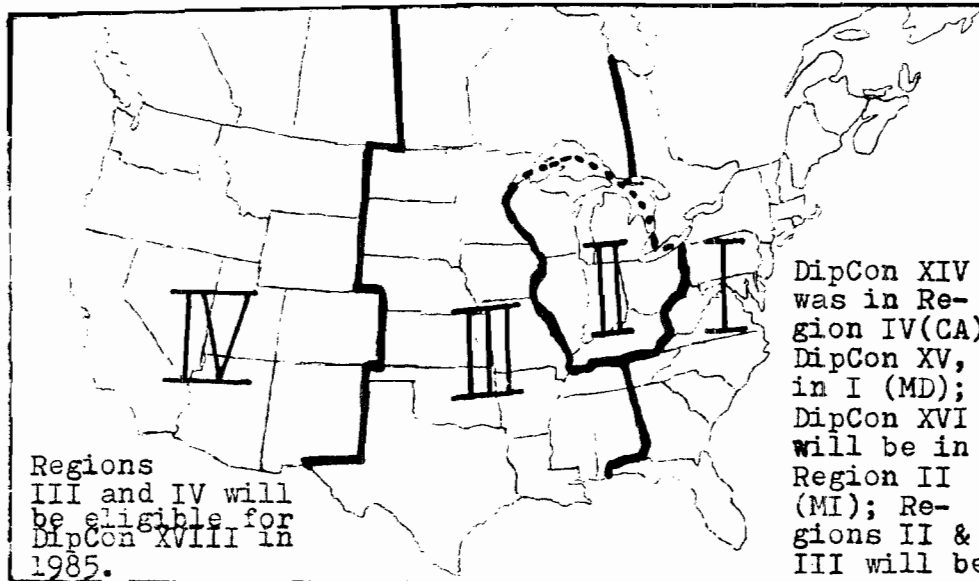 IV
III
II
I
Regions
III and IV will
be eligible for
DipCon XVIII in
1985.
DipCon XIV
was in Re-
gion IV(CA)
DipCon XV,
in I (MD);
DipCon XVI
will be in
Region II
(MI); Re-
gions II &
III will be